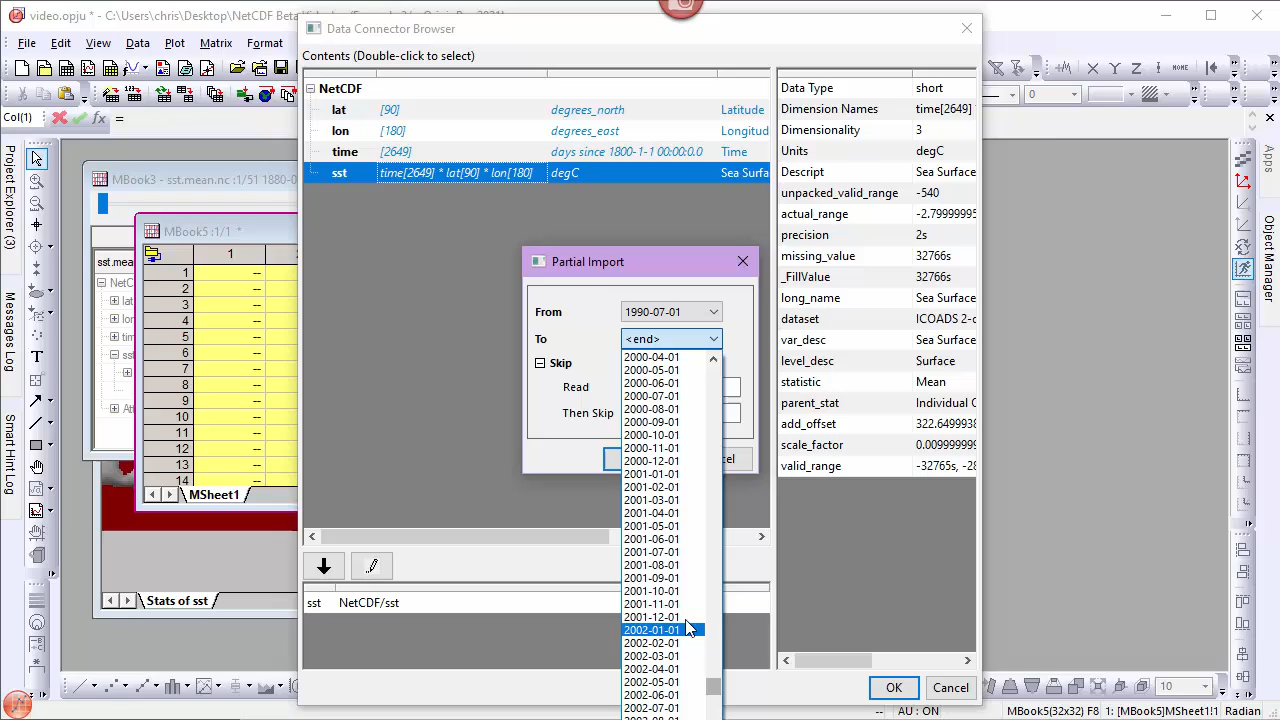 video.opju * - C:\Users\chris\Desktop\NetCDF Beta
File Edit View Data Plot Matrix Format
Data Connector Browser
Contents (Double-click to select)
NetCDF
lat [90] degrees_north Latitude
lon [180] degrees_east Longitud
time [2649] days since 1800-1-1 00:00:0.0 Time
sst time[2649] * lat[90] * lon[180] degC Sea Surfa
Data Type short
Dimension Names time[2649]
Dimensionality 3
Units degC
Descript Sea Surface
unpacked_valid_range -540
actual_range -2.79999995
precision 2s
missing_value 32766s
_FillValue 32766s
long_name Sea Surface
dataset ICOADS 2-d
var_desc Sea Surface
level_desc Surface
statistic Mean
parent_stat Individual O
add_offset 322.64499
scale_factor 0.009999999
valid_range -32765s, -28
Col(1) fx =
Project Explorer (3)
Messages Log
Smart Hint Log
Apps
Object Manager
MBook3 - sst.mean.nc :1/51 1880-0
MBook5 :1/1 *
sst.mea
NetC
1
1 --
2 --
3 --
4 --
5 --
6 --
7 --
8 --
9 --
10 --
11 --
12 --
13 --
14 --
MSheet1
Stats of sst
Partial Import
From 1990-07-01
To <end>
Skip
Read
Then Skip
cel
2000-04-01
2000-05-01
2000-06-01
2000-07-01
2000-08-01
2000-09-01
2000-10-01
2000-11-01
2000-12-01
2001-01-01
2001-02-01
2001-03-01
2001-04-01
2001-05-01
2001-06-01
2001-07-01
2001-08-01
2001-09-01
2001-10-01
2001-11-01
2001-12-01
2002-01-01
2002-02-01
2002-03-01
2002-04-01
2002-05-01
2002-06-01
2002-07-01
sst NetCDF/sst
OK Cancel
X Y Z NONE
0
10
-- AU : ON MBook5(32x32) F8 1: [MBook5]MSheet1!1 Radian